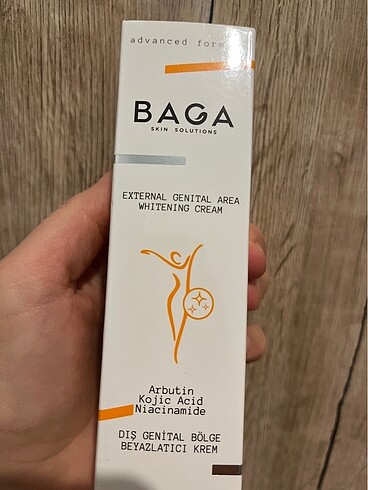 advanced
BAGA
SKIN SOLUTIONS
EXTERNAL GENITAL AREA
WHITENING CREAM
Arbutin
Kojic Acid
Niacinamide
DIŞ GENİTAL BÖLGE
BEYAZLATICI KREM